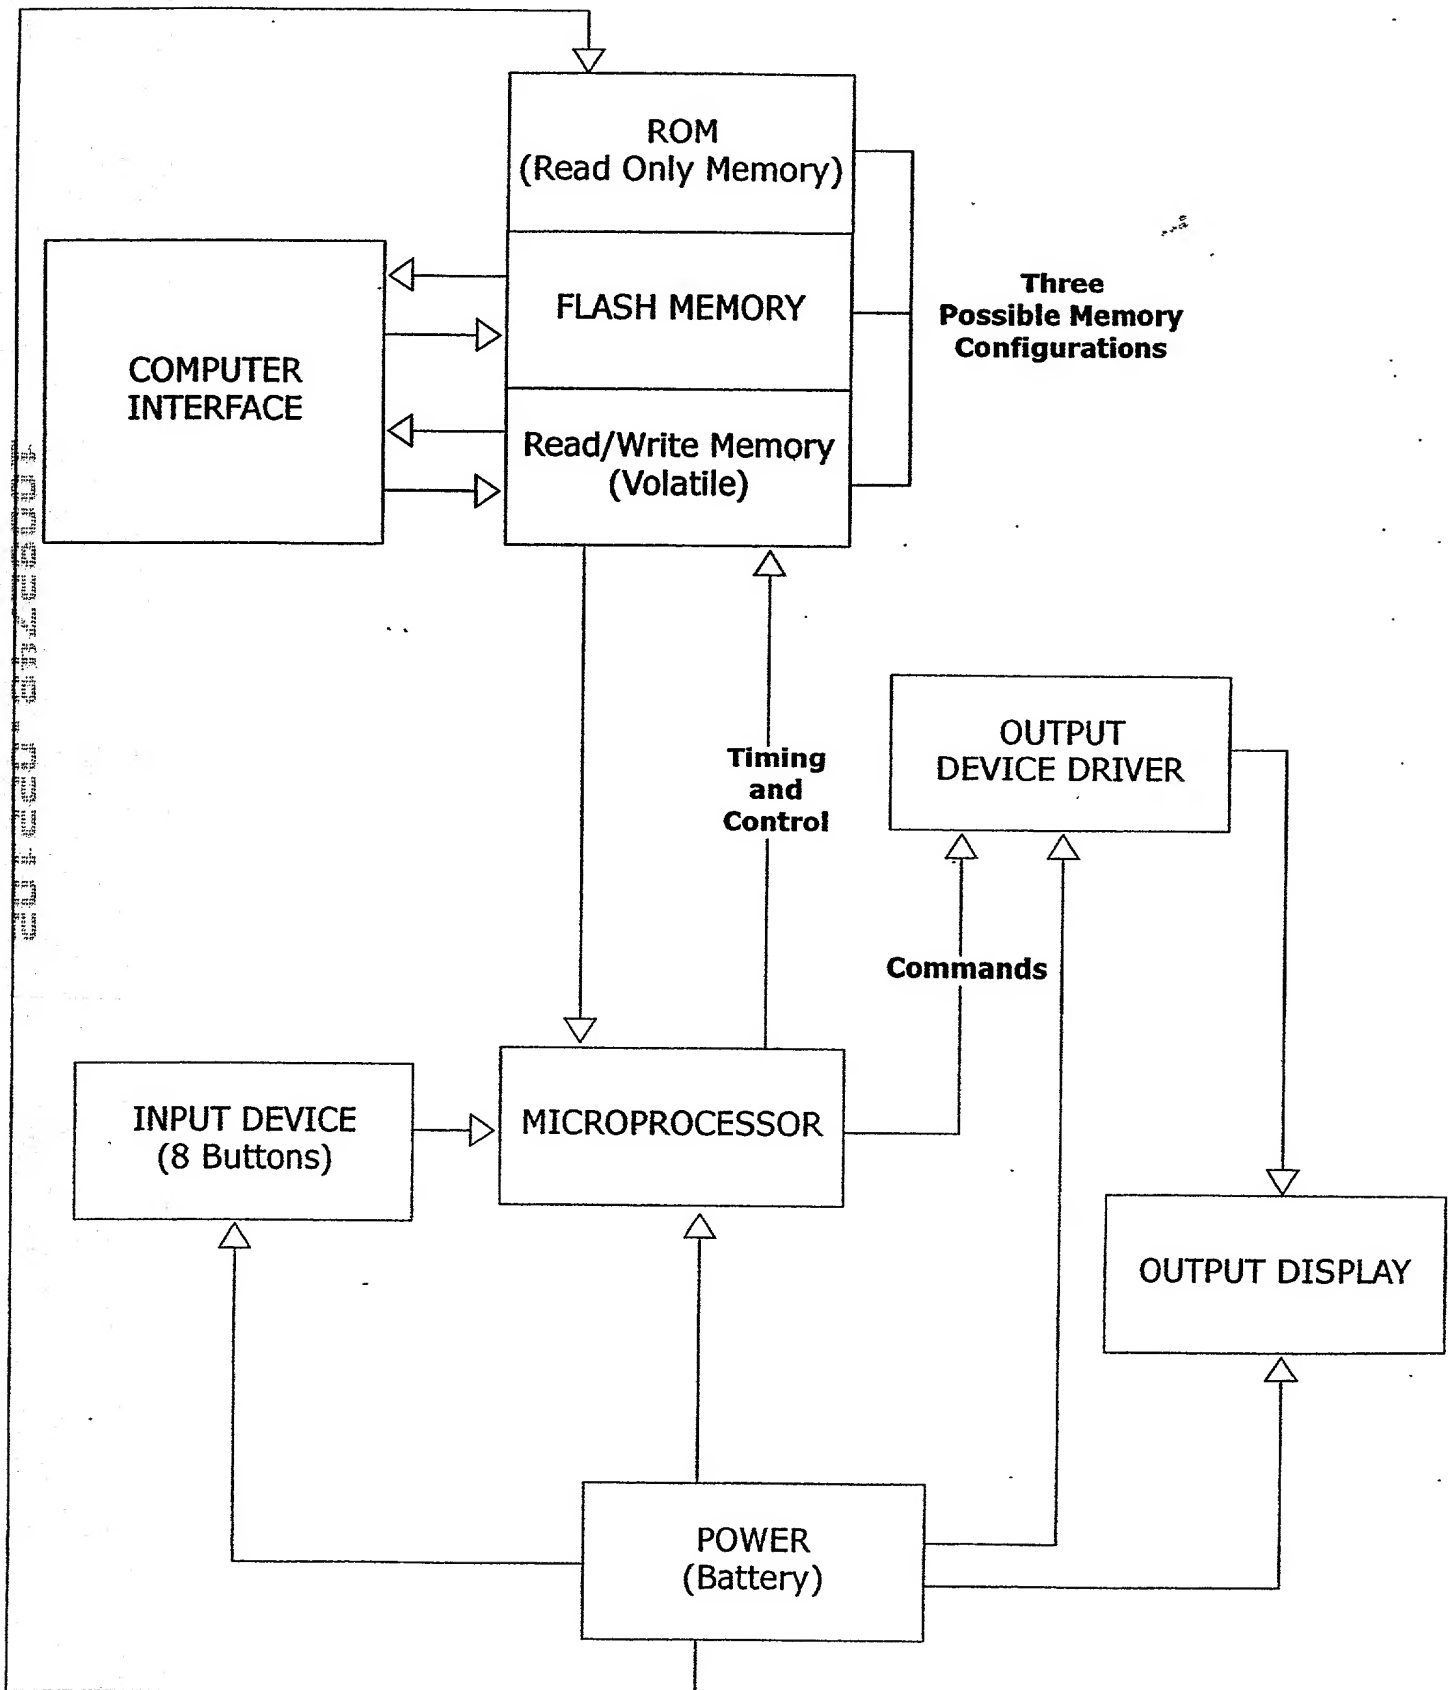 ROM
(Read Only Memory)
FLASH MEMORY
Read/Write Memory
(Volatile)
Three
Possible Memory
Configurations
COMPUTER
INTERFACE
Timing
and
Control
OUTPUT
DEVICE DRIVER
Commands
INPUT DEVICE
(8 Buttons)
MICROPROCESSOR
OUTPUT DISPLAY
POWER
(Battery)